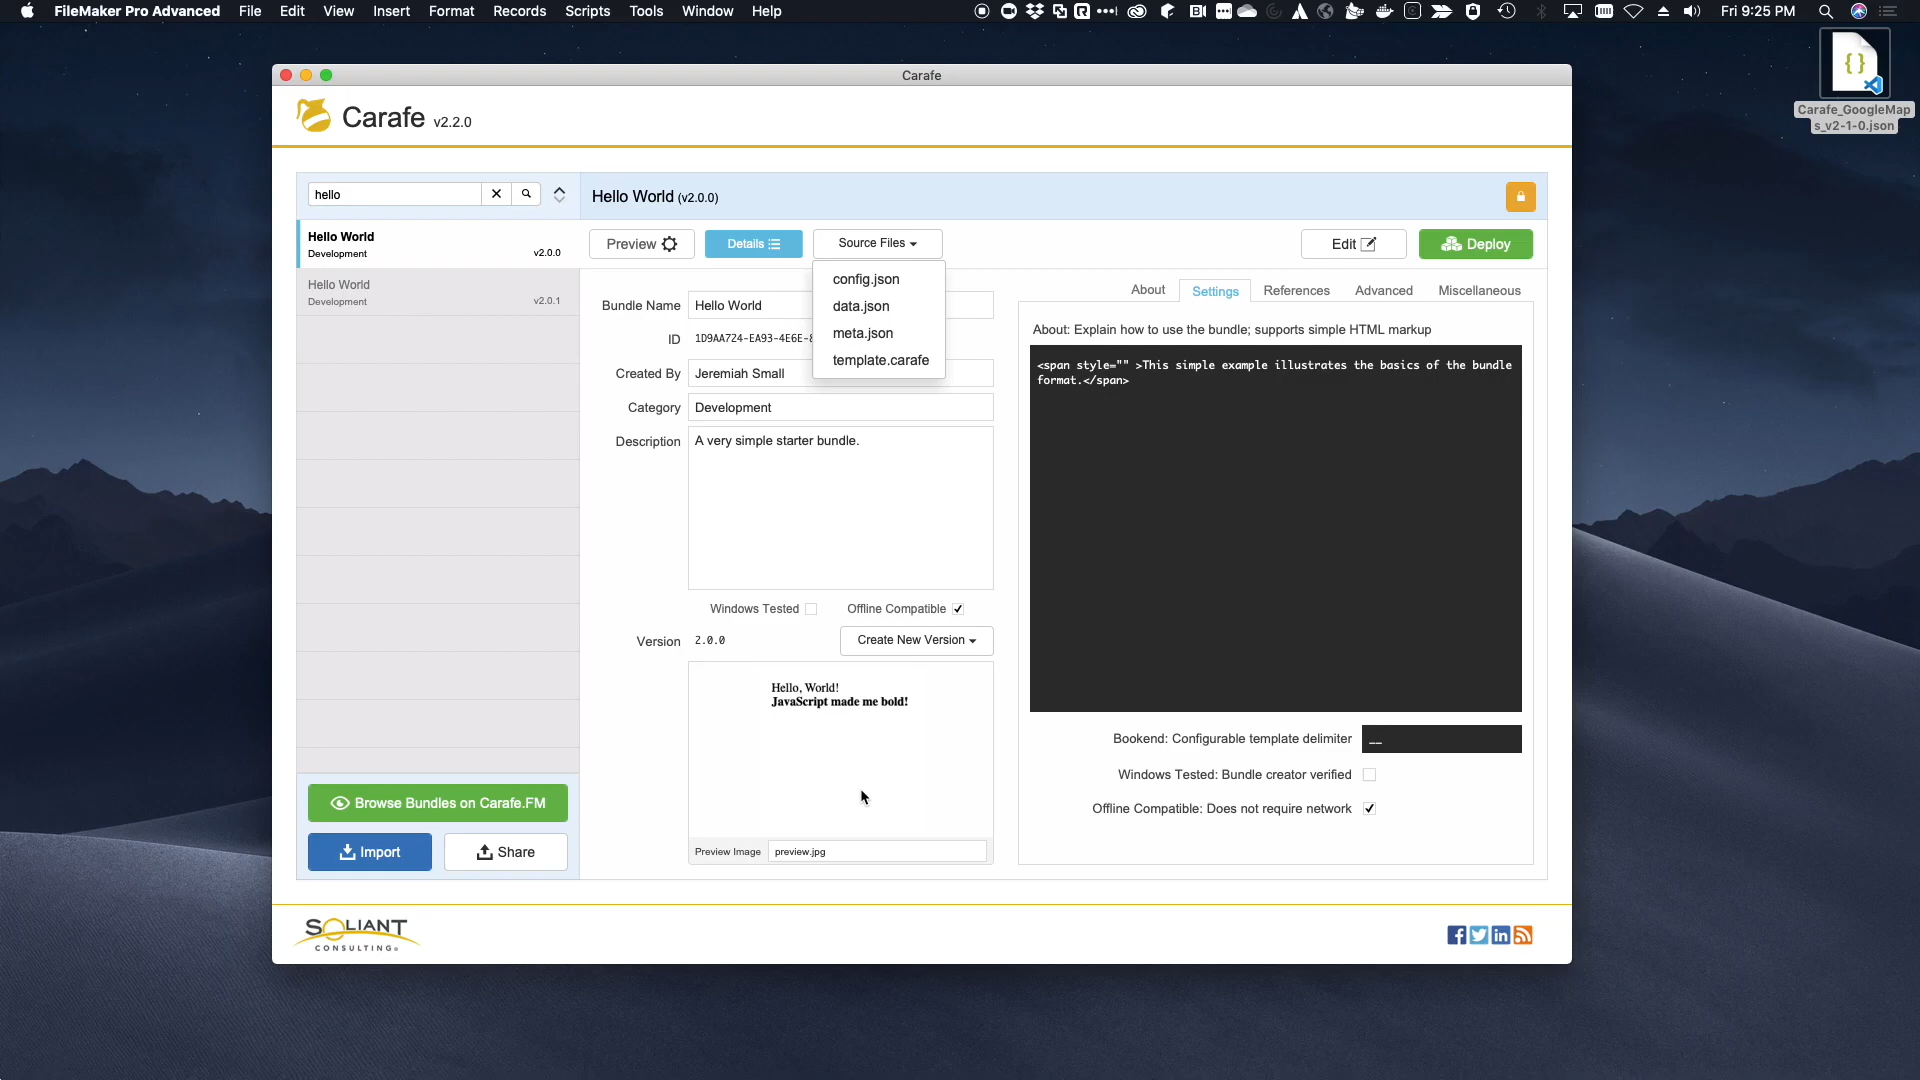 FileMaker Pro Advanced File Edit View Insert Format Records Scripts Tools Window Help
Fri 9:25 PM
Carafe_GoogleMap
s_v2-1-0.json
Carafe
Carafe v2.2.0
hello
Hello World (v2.0.0)
Hello World
Development v2.0.0
Hello World
Development v2.0.1
Preview
Details
Source Files
Edit
Deploy
config.json
data.json
meta.json
template.carafe
Bundle Name Hello World
ID 1D9AA724-EA93-4E6E-
Created By Jeremiah Small
Category Development
Description A very simple starter bundle.
Windows Tested
Offline Compatible
Version 2.0.0
Create New Version
Hello, World!
JavaScript made me bold!
Preview Image preview.jpg
About Settings References Advanced Miscellaneous
About: Explain how to use the bundle; supports simple HTML markup
<span style="" >This simple example illustrates the basics of the bundle
format.</span>
Bookend: Configurable template delimiter __
Windows Tested: Bundle creator verified
Offline Compatible: Does not require network
Browse Bundles on Carafe.FM
Import
Share
SOLIANT
CONSULTING